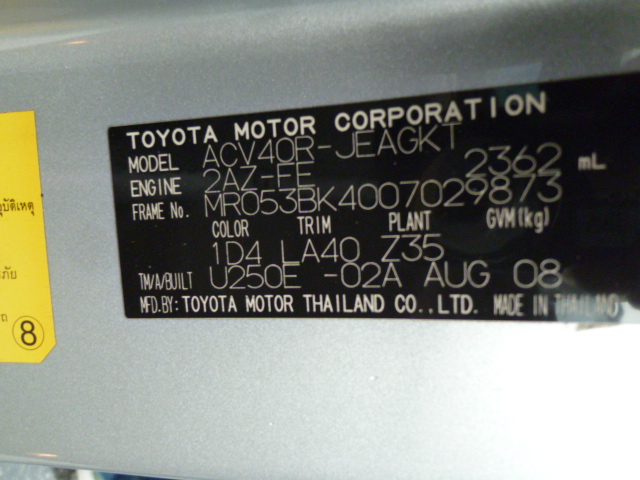 TOYOTA MOTOR CORPORATION
MODEL ACV40R-JEAGKT
ENGINE 2AZ-FE 2362 mL
FRAME No. MR053BK4007029873
COLOR TRIM PLANT GVM(kg)
1D4 LA40 Z35
TM/A/BUILT U250E -02A AUG 08
MFD.BY: TOYOTA MOTOR THAILAND CO.,LTD. MADE IN THAILAND
8